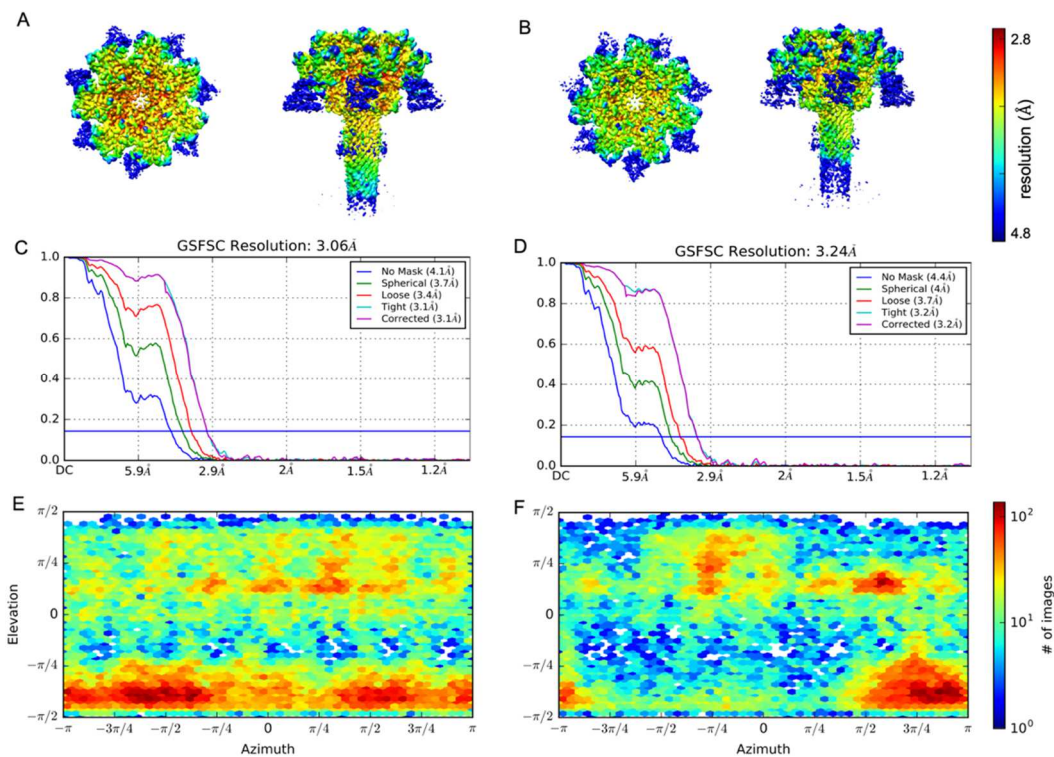 A
B
2.8
resolution (Å)
4.8
C
GSFSC Resolution: 3.06Å
1.0
0.8
0.6
0.4
0.2
0.0
No Mask (4.1Å)
Spherical (3.7Å)
Loose (3.4Å)
Tight (3.1Å)
Corrected (3.1Å)
DC
5.9Å
2.9Å
2Å
1.5Å
1.2Å
D
GSFSC Resolution: 3.24Å
1.0
0.8
0.6
0.4
0.2
0.0
No Mask (4.4Å)
Spherical (4Å)
Loose (3.7Å)
Tight (3.2Å)
Corrected (3.2Å)
DC
5.9Å
2.9Å
2Å
1.5Å
1.2Å
E
π/2
π/4
0
−π/4
−π/2
Elevation
−π
−3π/4
−π/2
−π/4
0
π/4
π/2
3π/4
π
Azimuth
F
π/2
π/4
0
−π/4
−π/2
−π
−3π/4
−π/2
−π/4
0
π/4
π/2
3π/4
π
Azimuth
10²
10¹
10⁰
# of images